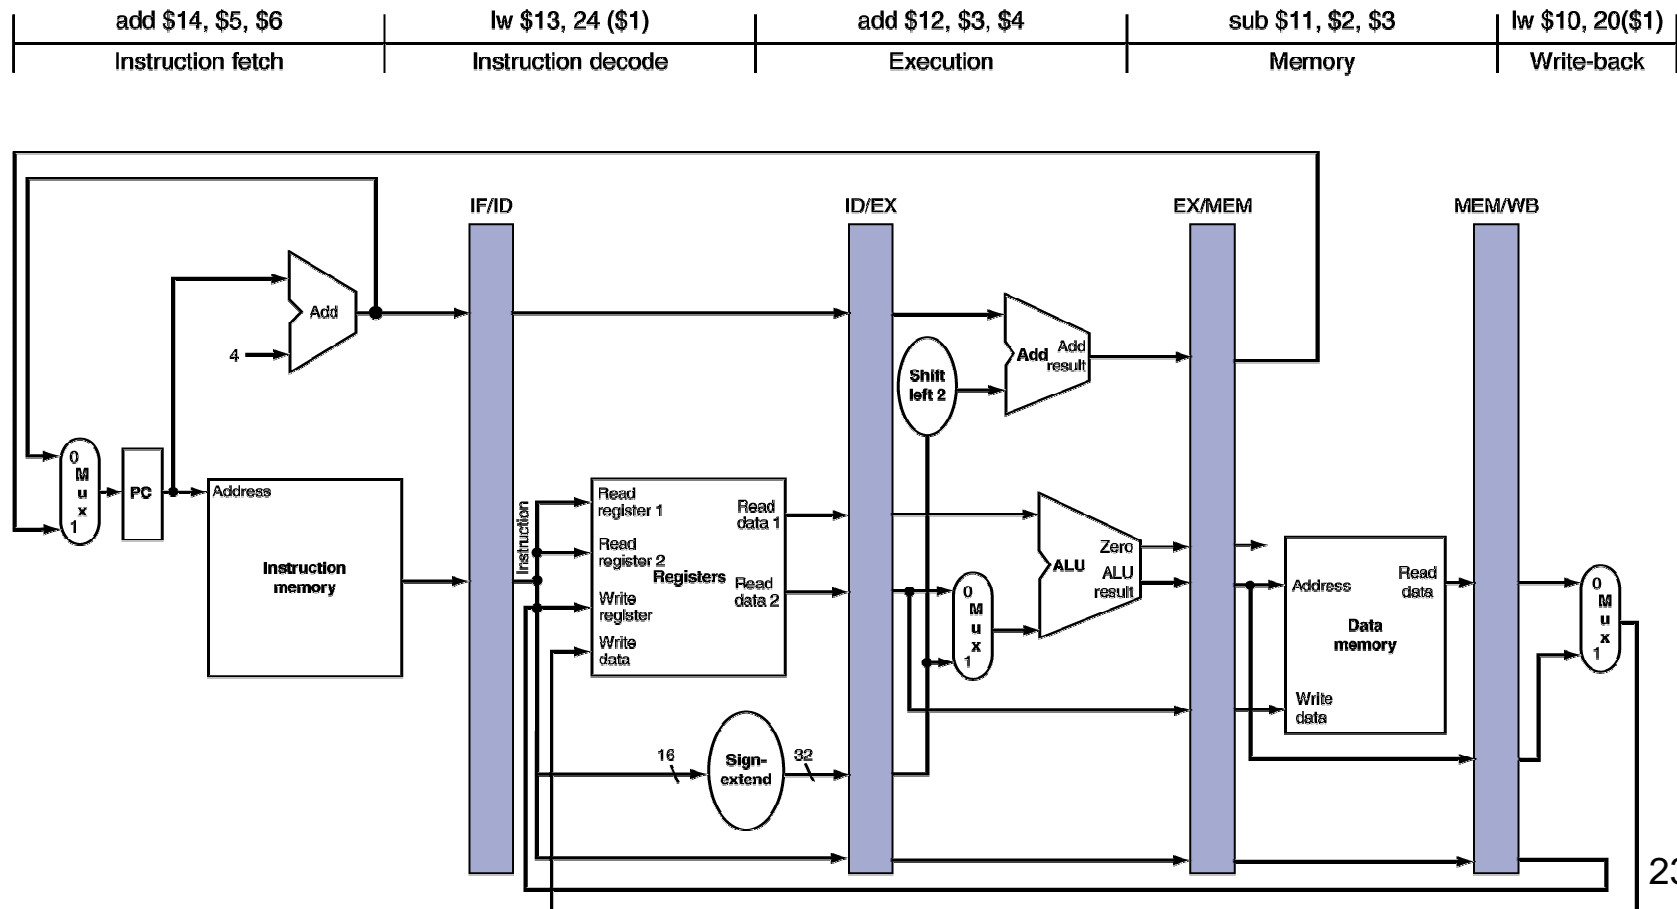 add $14, $5, $6
lw $13, 24 ($1)
add $12, $3, $4
sub $11, $2, $3
lw $10, 20($1)
Instruction fetch
Instruction decode
Execution
Memory
Write-back
IF/ID
ID/EX
EX/MEM
MEM/WB
Add
4
Add
Add
result
Shift
left 2
0
M
u
x
1
PC
Address
Instruction
memory
Instruction
Read
register 1
Read
register 2
Registers
Write
register
Write
data
Read
data 1
Read
data 2
0
M
u
x
1
Zero
ALU
ALU
result
Address
Read
data
Data
memory
Write
data
0
M
u
x
1
16
Sign-
extend
32